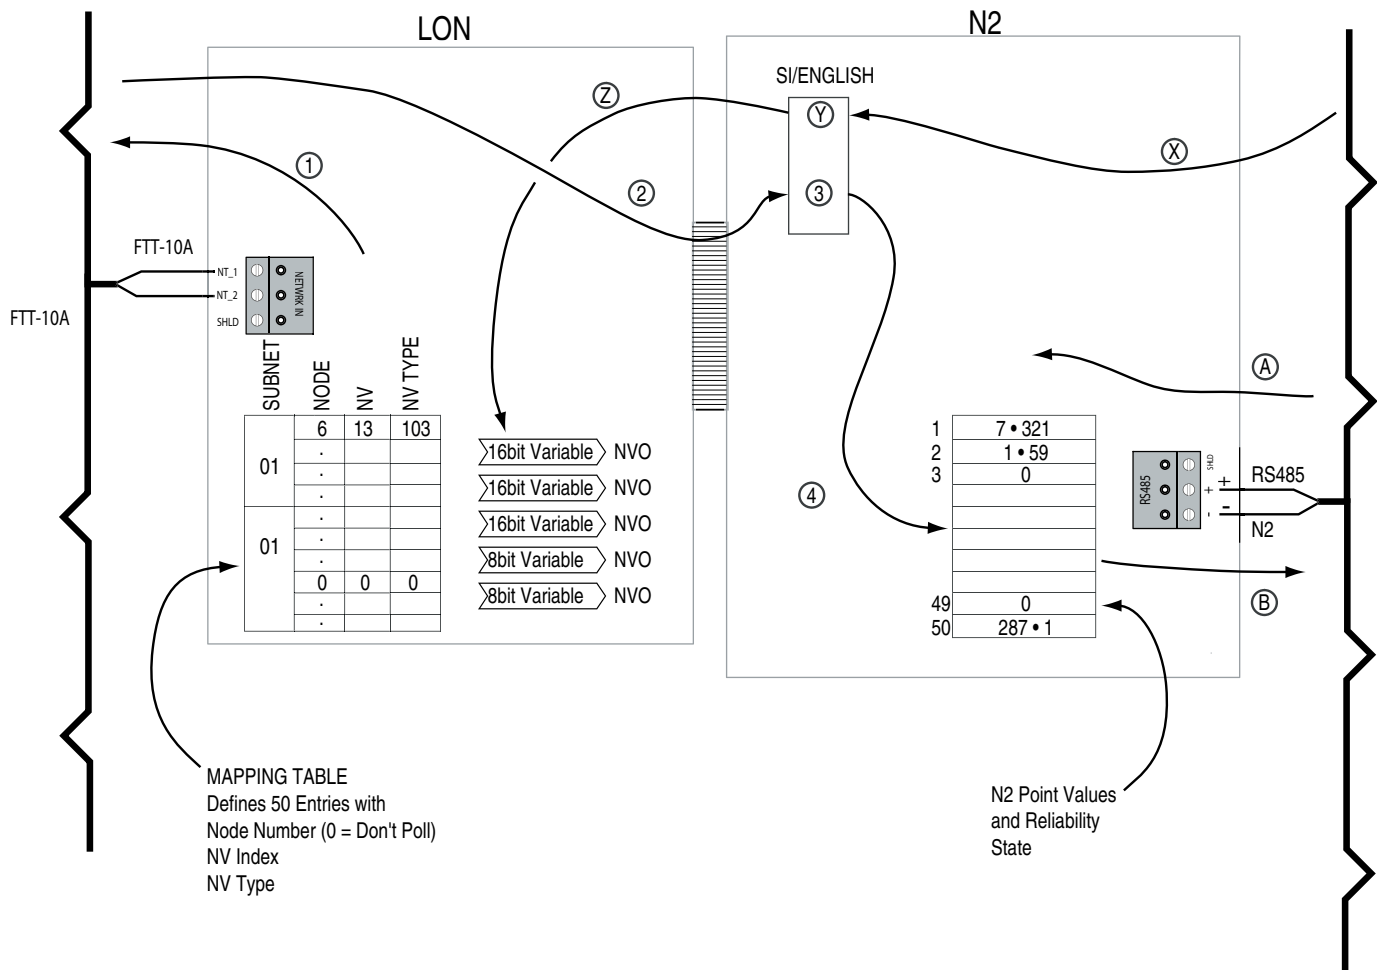 LON
N2
SI/ENGLISH
Z
Y
X
1
2
3
FTT-10A
NT_1
NT_2
SHLD
NETWRK IN
FTT-10A
SUBNET
NODE
NV
NV TYPE
6 13 103
01
01
0 0 0
16bit Variable NVO
16bit Variable NVO
16bit Variable NVO
8bit Variable NVO
8bit Variable NVO
4
A
1 7 • 321
2 1 • 59
3 0
49 0
50 287 • 1
RS485
SHLD
+
-
+
-
RS485
N2
B
MAPPING TABLE
Defines 50 Entries with
Node Number (0 = Don't Poll)
NV Index
NV Type
N2 Point Values
and Reliability
State